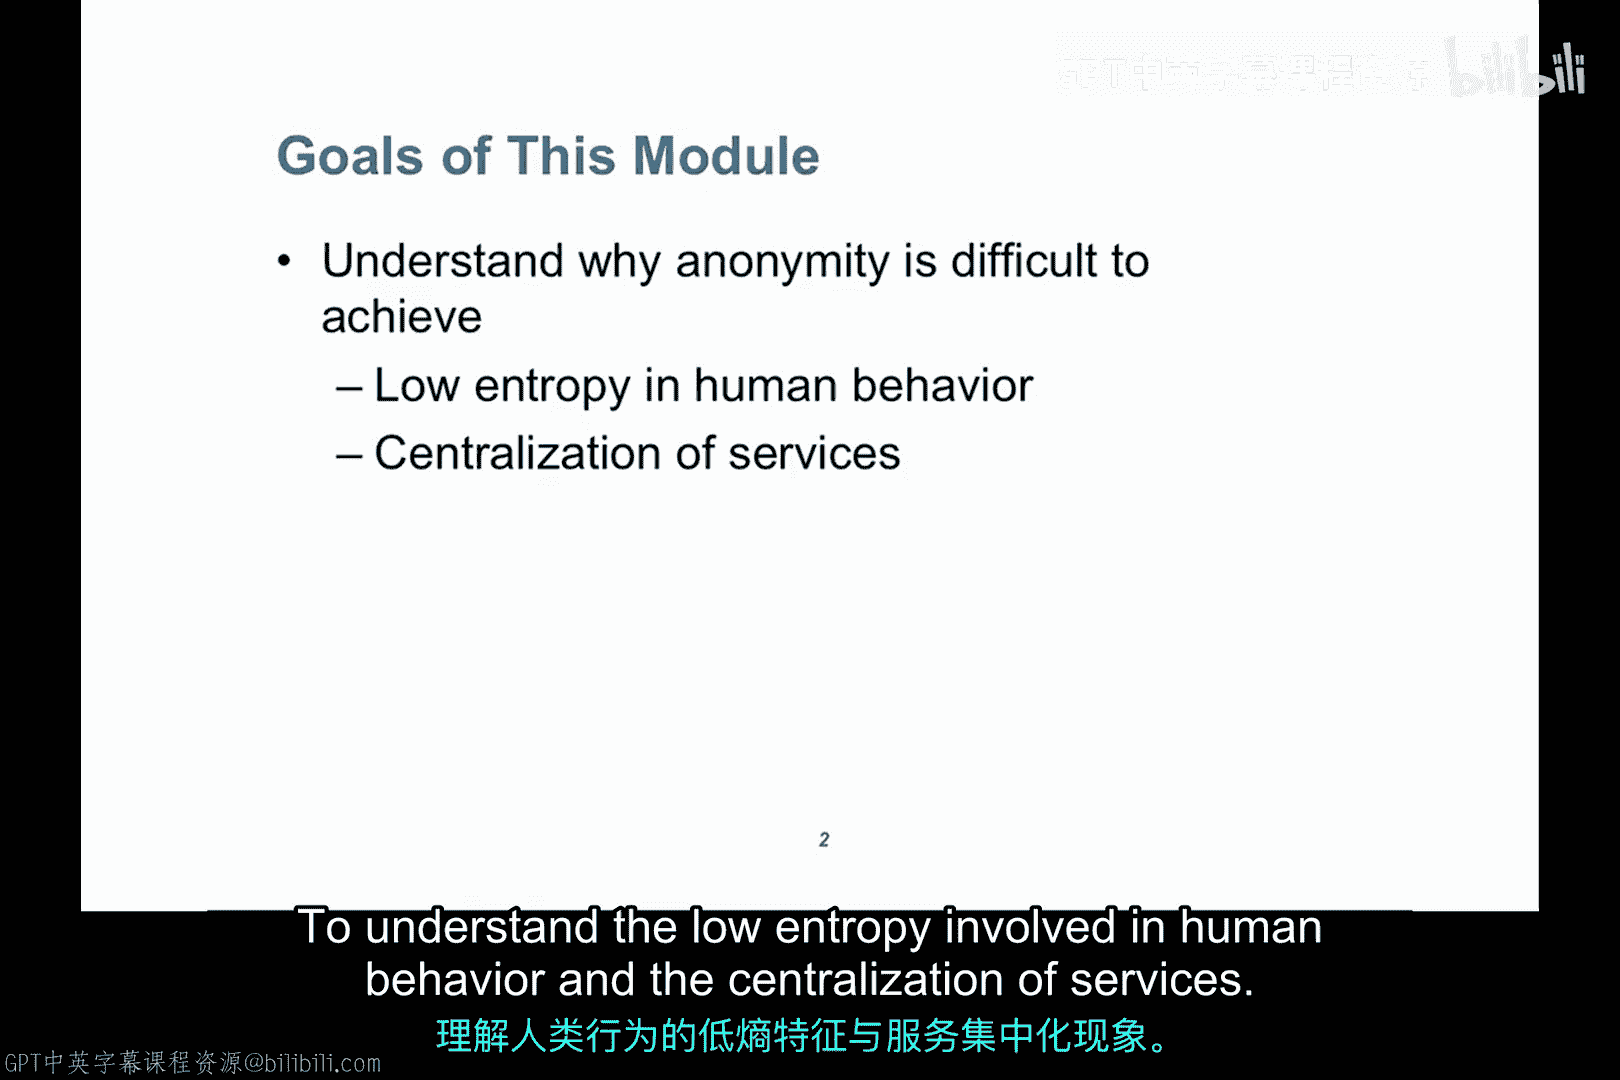 bilibili
Goals of This Module
• Understand why anonymity is difficult to
achieve
– Low entropy in human behavior
– Centralization of services
2
To understand the low entropy involved in human
behavior and the centralization of services.
理解人类行为的低熵特征与服务集中化现象。
GPT中英字幕课程资源@bilibili.com